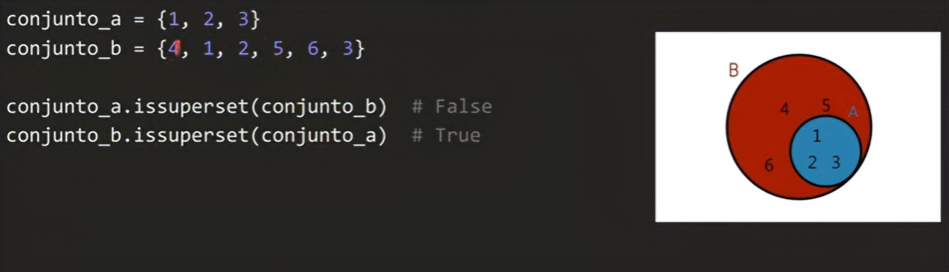 conjunto_a = {1, 2, 3}
conjunto_b = {4, 1, 2, 5, 6, 3}
conjunto_a.issuperset(conjunto_b)  # False
conjunto_b.issuperset(conjunto_a)  # True
B
4 5 A
1
6 2 3